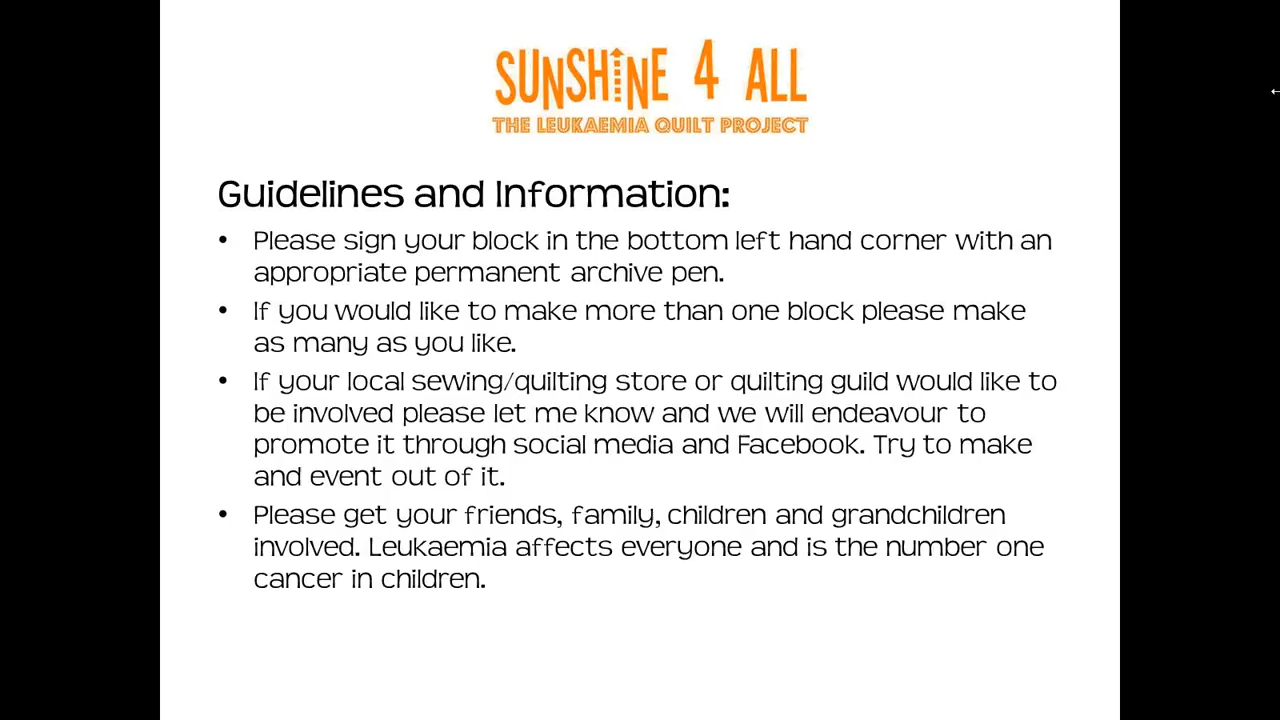 SUNSHINE 4 ALL
THE LEUKAEMIA QUILT PROJECT
Guidelines and Information:
• Please sign your block in the bottom left hand corner with an
appropriate permanent archive pen.
• If you would like to make more than one block please make
as many as you like.
• If your local sewing/quilting store or quilting guild would like to
be involved please let me know and we will endeavour to
promote it through social media and Facebook. Try to make
and event out of it.
• Please get your friends, family, children and grandchildren
involved. Leukaemia affects everyone and is the number one
cancer in children.